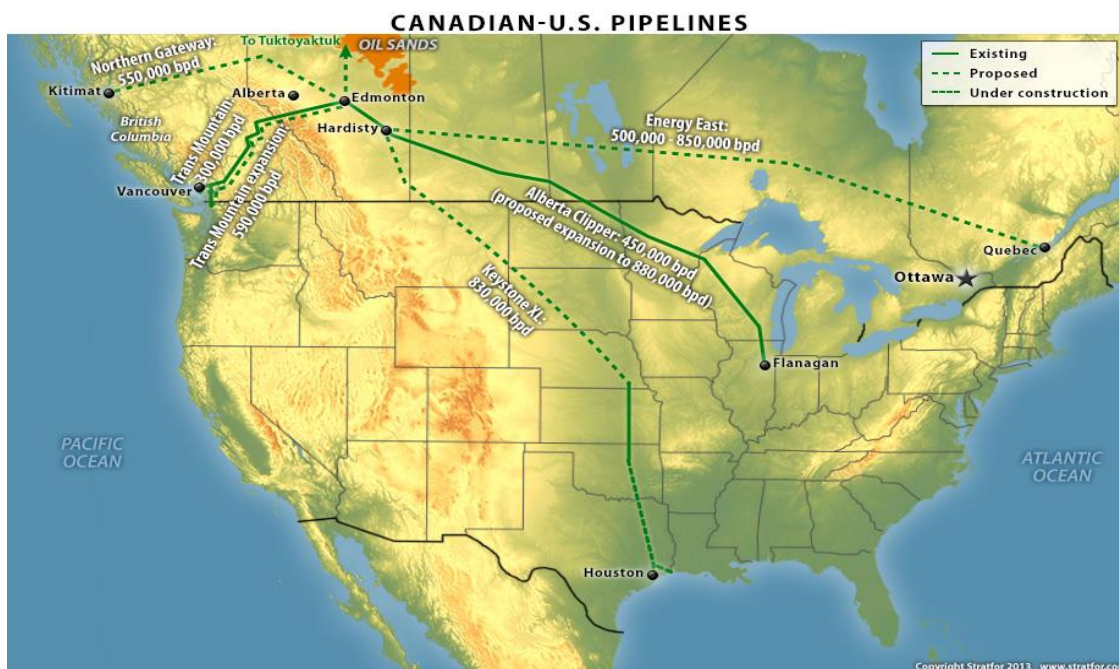 CANADIAN-U.S. PIPELINES
To Tuktoyaktuk
OIL SANDS
Existing
Proposed
Under construction
Northern Gateway:
550,000 bpd
Kitimat
Alberta
Edmonton
British
Columbia
Hardisty
Trans Mountain:
300,000 bpd
Trans Mountain expansion:
590,000 bpd
Vancouver
Energy East:
500,000 - 850,000 bpd
Alberta Clipper: 450,000 bpd
(proposed expansion to 880,000 bpd)
Quebec
Ottawa
Keystone XL:
830,000 bpd
Flanagan
PACIFIC
OCEAN
ATLANTIC
OCEAN
Houston
Copyright Stratfor 2013 www.stratfor.co